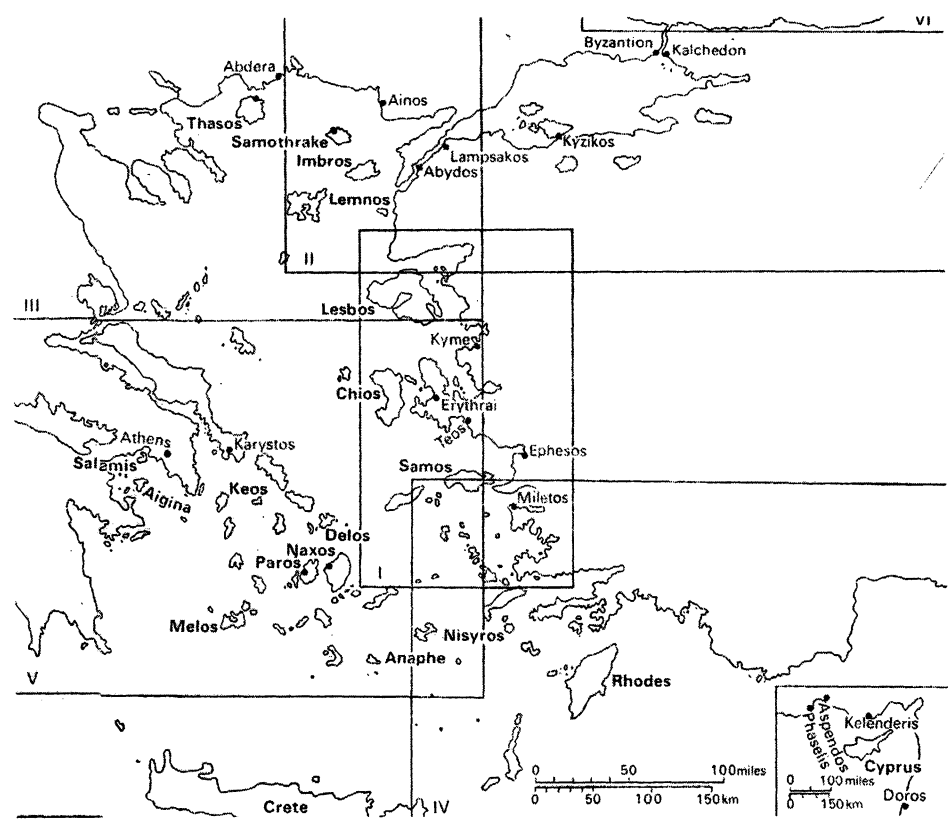 VI
Byzantion
Kalchedon
Abdera
Ainos
Thasos
Samothrake
Kyzikos
Imbros
Lampsakos
Abydos
Lemnos
II
III
Lesbos
Kyme
Chios
Erythrai
Teos
Athens
Karystos
Ephesos
Salamis
Samos
Aigina
Keos
Miletos
Delos
Naxos
Paros
I
Melos
Nisyros
Anaphe
V
Rhodes
Aspendos
Phaselis
Kelenderis
Cyprus
0 100 miles
0 150 km
Doros
0 50 100 miles
0 50 100 150 km
Crete
IV